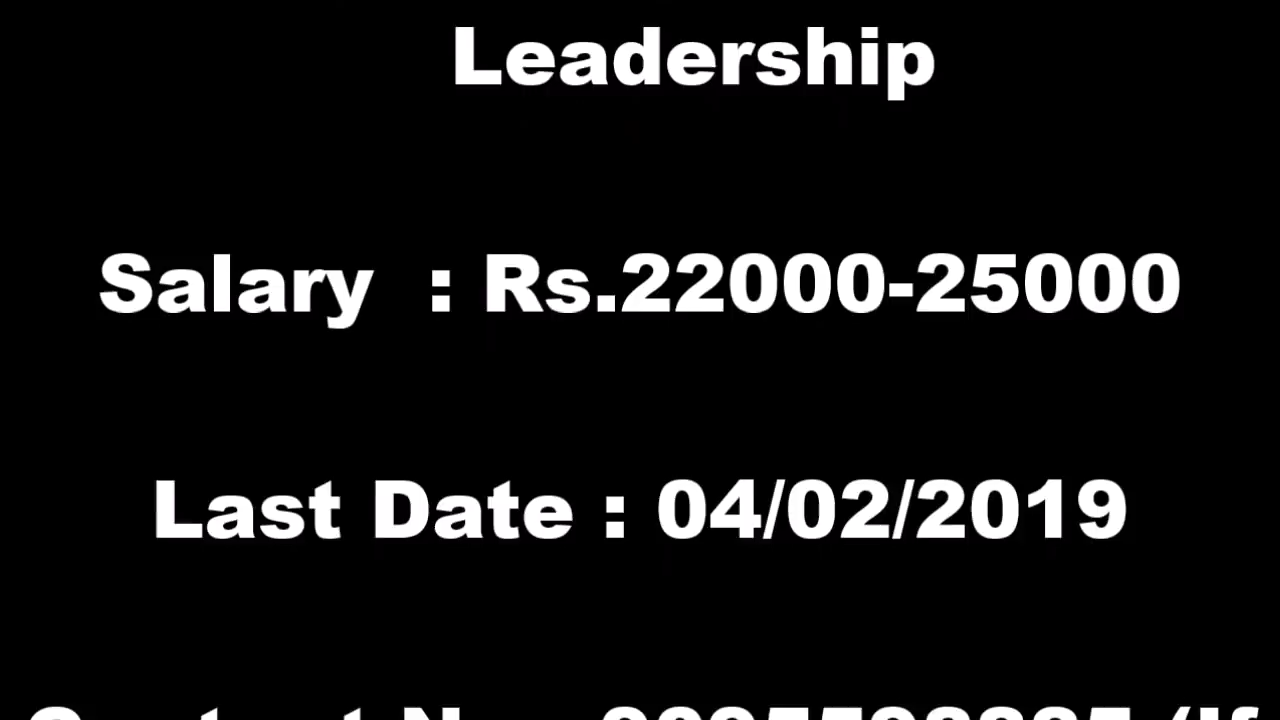 Leadership
Salary : Rs.22000-25000
Last Date : 04/02/2019